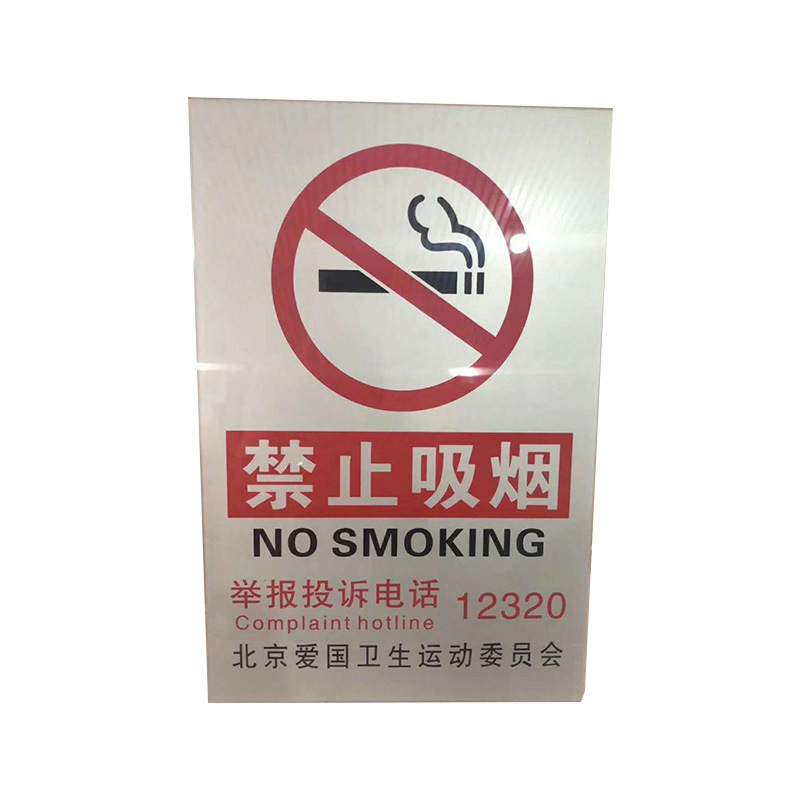 禁止吸烟
NO SMOKING
举报投诉电话 12320
Complaint hotline
北京爱国卫生运动委员会